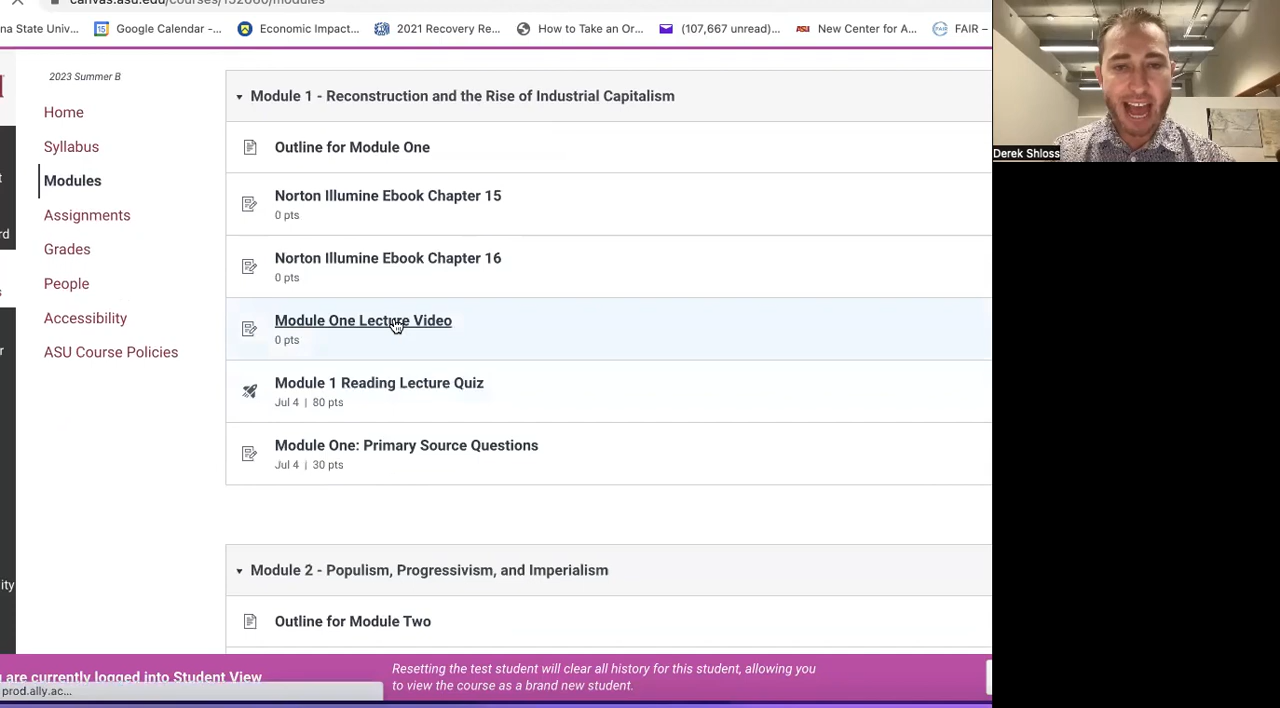 canvas.asu.edu/courses/152660/modules
na State Univ...
Google Calendar -...
Economic Impact...
2021 Recovery Re...
How to Take an Or...
(107,667 unread)...
New Center for A...
FAIR –
2023 Summer B
Home
Syllabus
Modules
Assignments
Grades
People
Accessibility
ASU Course Policies
Module 1 - Reconstruction and the Rise of Industrial Capitalism
Outline for Module One
Norton Illumine Ebook Chapter 15
0 pts
Norton Illumine Ebook Chapter 16
0 pts
Module One Lecture Video
0 pts
Module 1 Reading Lecture Quiz
Jul 4 | 80 pts
Module One: Primary Source Questions
Jul 4 | 30 pts
Module 2 - Populism, Progressivism, and Imperialism
Outline for Module Two
are currently logged into Student View
prod.ally.ac...
Resetting the test student will clear all history for this student, allowing you
to view the course as a brand new student.
Derek Shloss